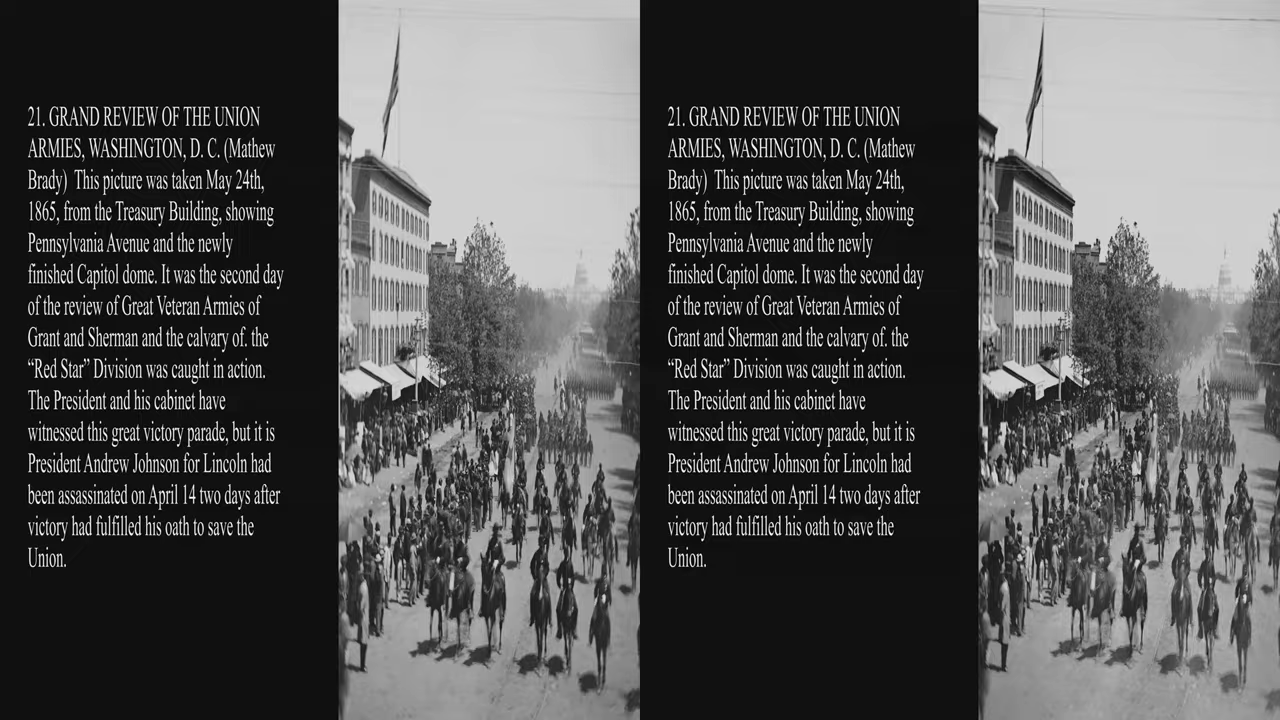 21. GRAND REVIEW OF THE UNION
ARMIES, WASHINGTON, D. C. (Mathew
Brady)  This picture was taken May 24th,
1865, from the Treasury Building, showing
Pennsylvania Avenue and the newly
finished Capitol dome. It was the second day
of the review of Great Veteran Armies of
Grant and Sherman and the calvary of. the
“Red Star” Division was caught in action.
The President and his cabinet have
witnessed this great victory parade, but it is
President Andrew Johnson for Lincoln had
been assassinated on April 14 two days after
victory had fulfilled his oath to save the
Union.
21. GRAND REVIEW OF THE UNION
ARMIES, WASHINGTON, D. C. (Mathew
Brady)  This picture was taken May 24th,
1865, from the Treasury Building, showing
Pennsylvania Avenue and the newly
finished Capitol dome. It was the second day
of the review of Great Veteran Armies of
Grant and Sherman and the calvary of. the
“Red Star” Division was caught in action.
The President and his cabinet have
witnessed this great victory parade, but it is
President Andrew Johnson for Lincoln had
been assassinated on April 14 two days after
victory had fulfilled his oath to save the
Union.